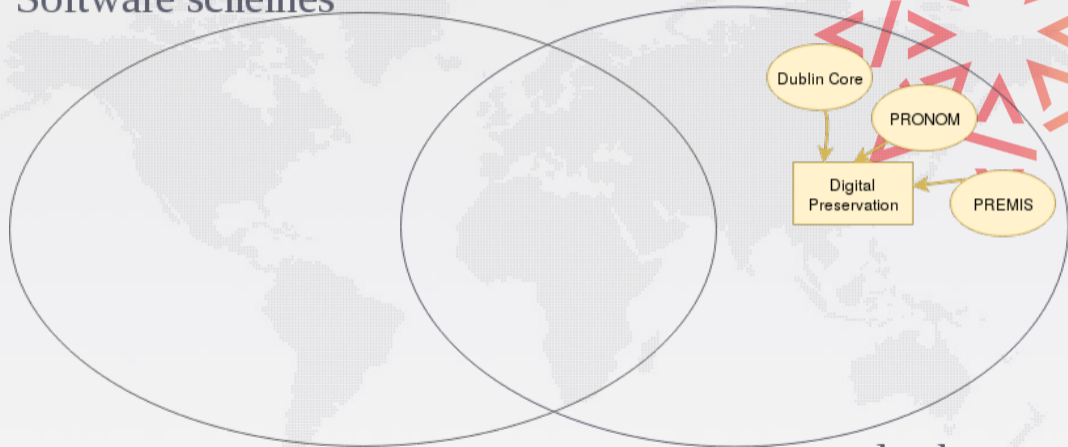 Software schemes
Dublin Core
PRONOM
Digital
Preservation
PREMIS